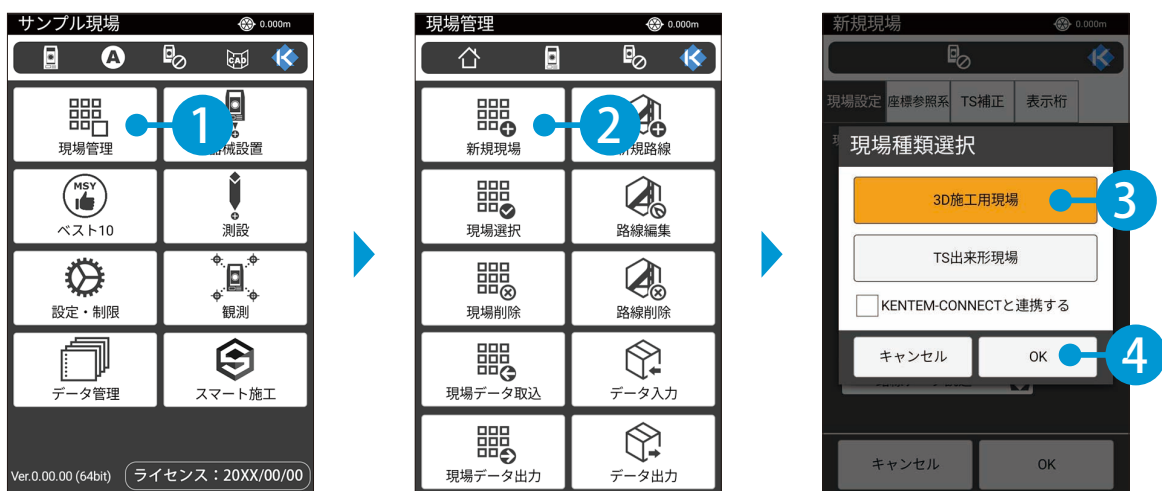 サンプル現場
0.000m
A
CAD
現場管理
1
器械設置
MSY
ベスト10
測設
設定・制限
観測
データ管理
スマート施工
Ver.0.00.00 (64bit)
ライセンス：20XX/00/00
現場管理
0.000m
新規現場
2
新規路線
現場選択
路線編集
現場削除
路線削除
現場データ取込
データ入力
現場データ出力
データ出力
新規現場
0.000m
現場設定 座標参照系 TS補正 表示桁
現場種類選択
3D施工用現場
3
TS出来形現場
KENTEM-CONNECTと連携する
キャンセル
OK
4
キャンセル
OK